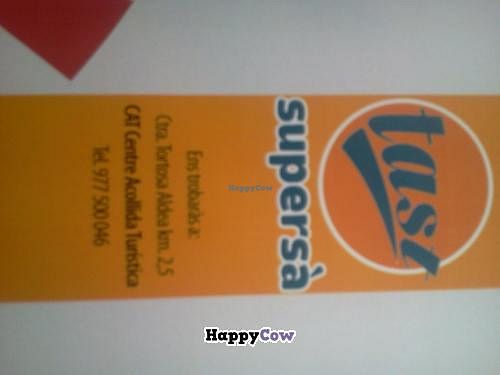 tast
supersà
Ens trobaràs a:
Ctra. Tortosa Aldea km. 2,5
CAT Centre Acollida Turística
Tel. 977 500 046
HappyCow
HappyCow